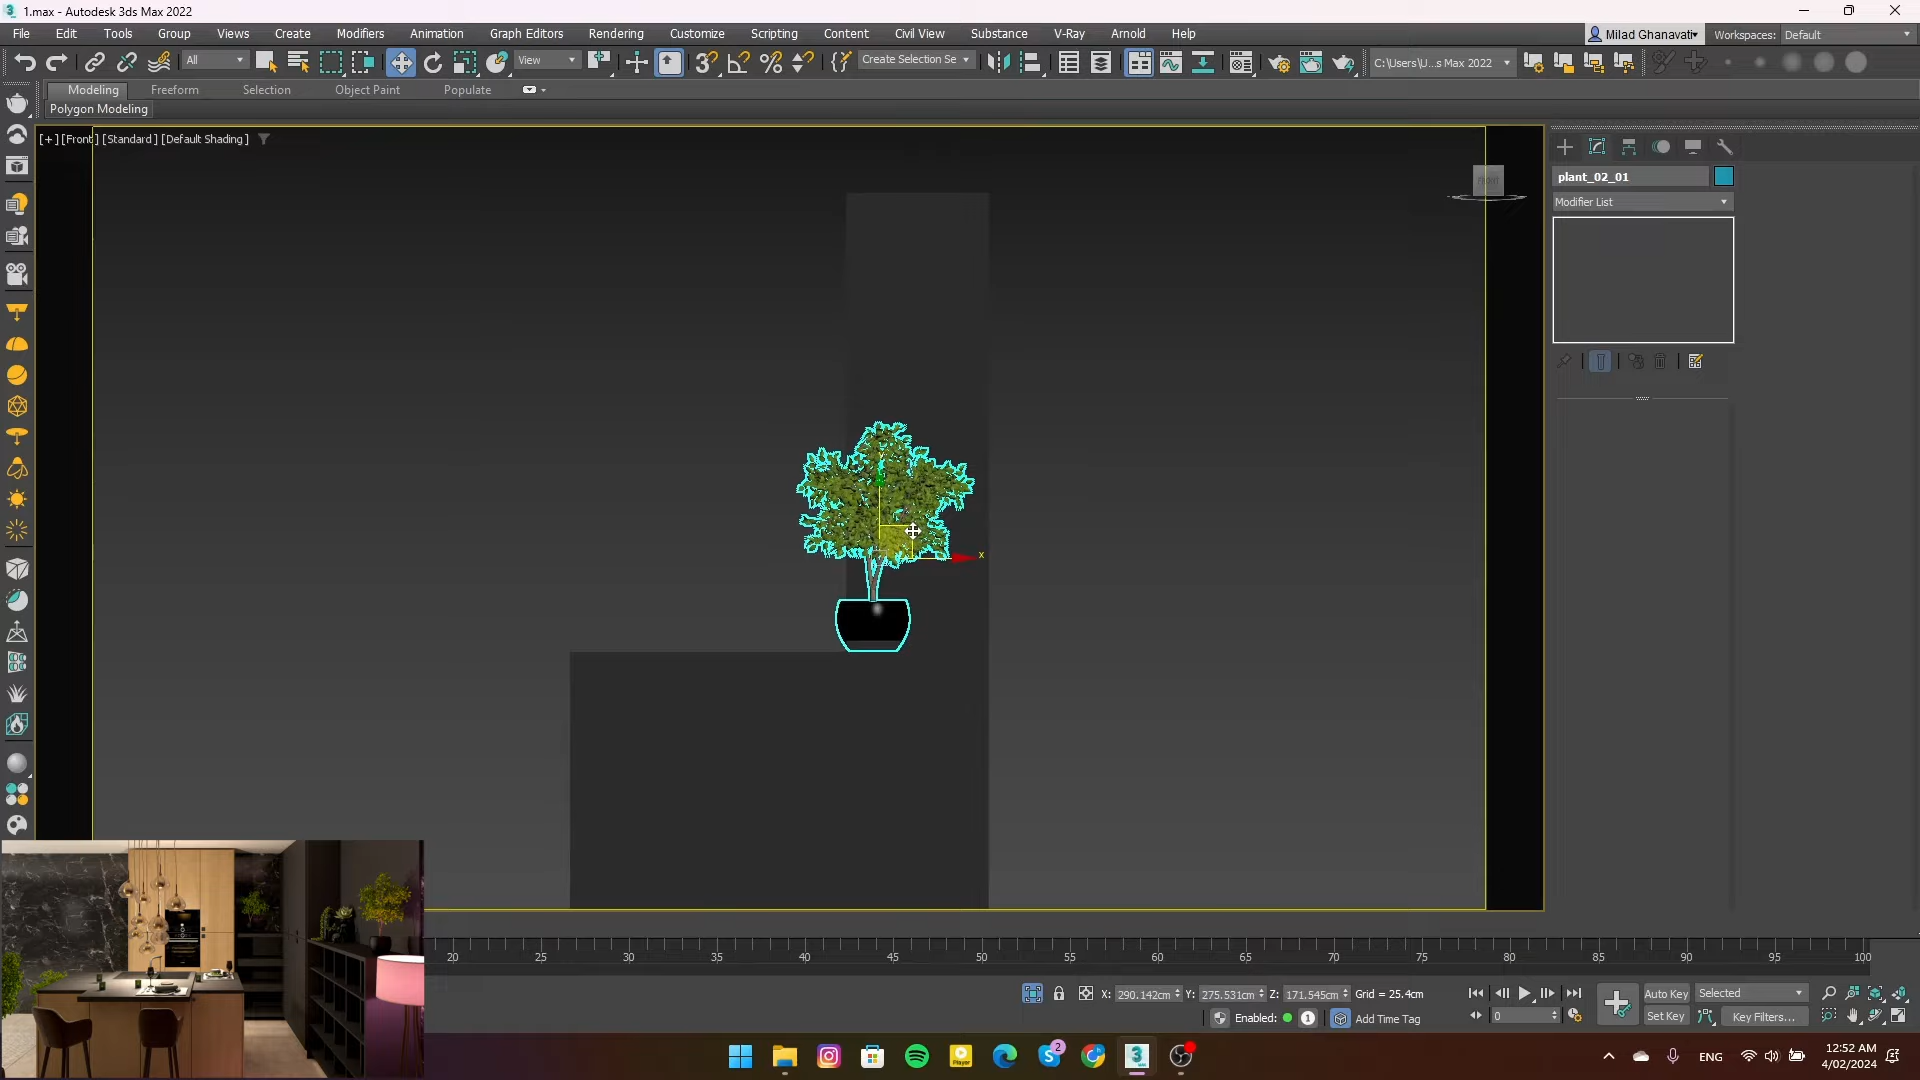 1.max - Autodesk 3ds Max 2022
File Edit Tools Group Views Create Modifiers Animation Graph Editors Rendering Customize Scripting Content Civil View Substance V-Ray Arnold Help
Milad Ghanavati
Workspaces: Default
All
View
Create Selection Se
C:\Users\U...s Max 2022
Modeling Freeform Selection Object Paint Populate
Polygon Modeling
[+] [Front] [Standard] [Default Shading]
FRONT
plant_02_01
Modifier List
x
20 25 30 35 40 45 50 55 60 65 70 75 80 85 90 95 100
X: 290.142cm Y: 275.531cm Z: 171.545cm Grid = 25.4cm
Auto Key Selected
Enabled: 1 Add Time Tag
0
Set Key Key Filters...
Player
2
3
ENG
12:52 AM
4/02/2024